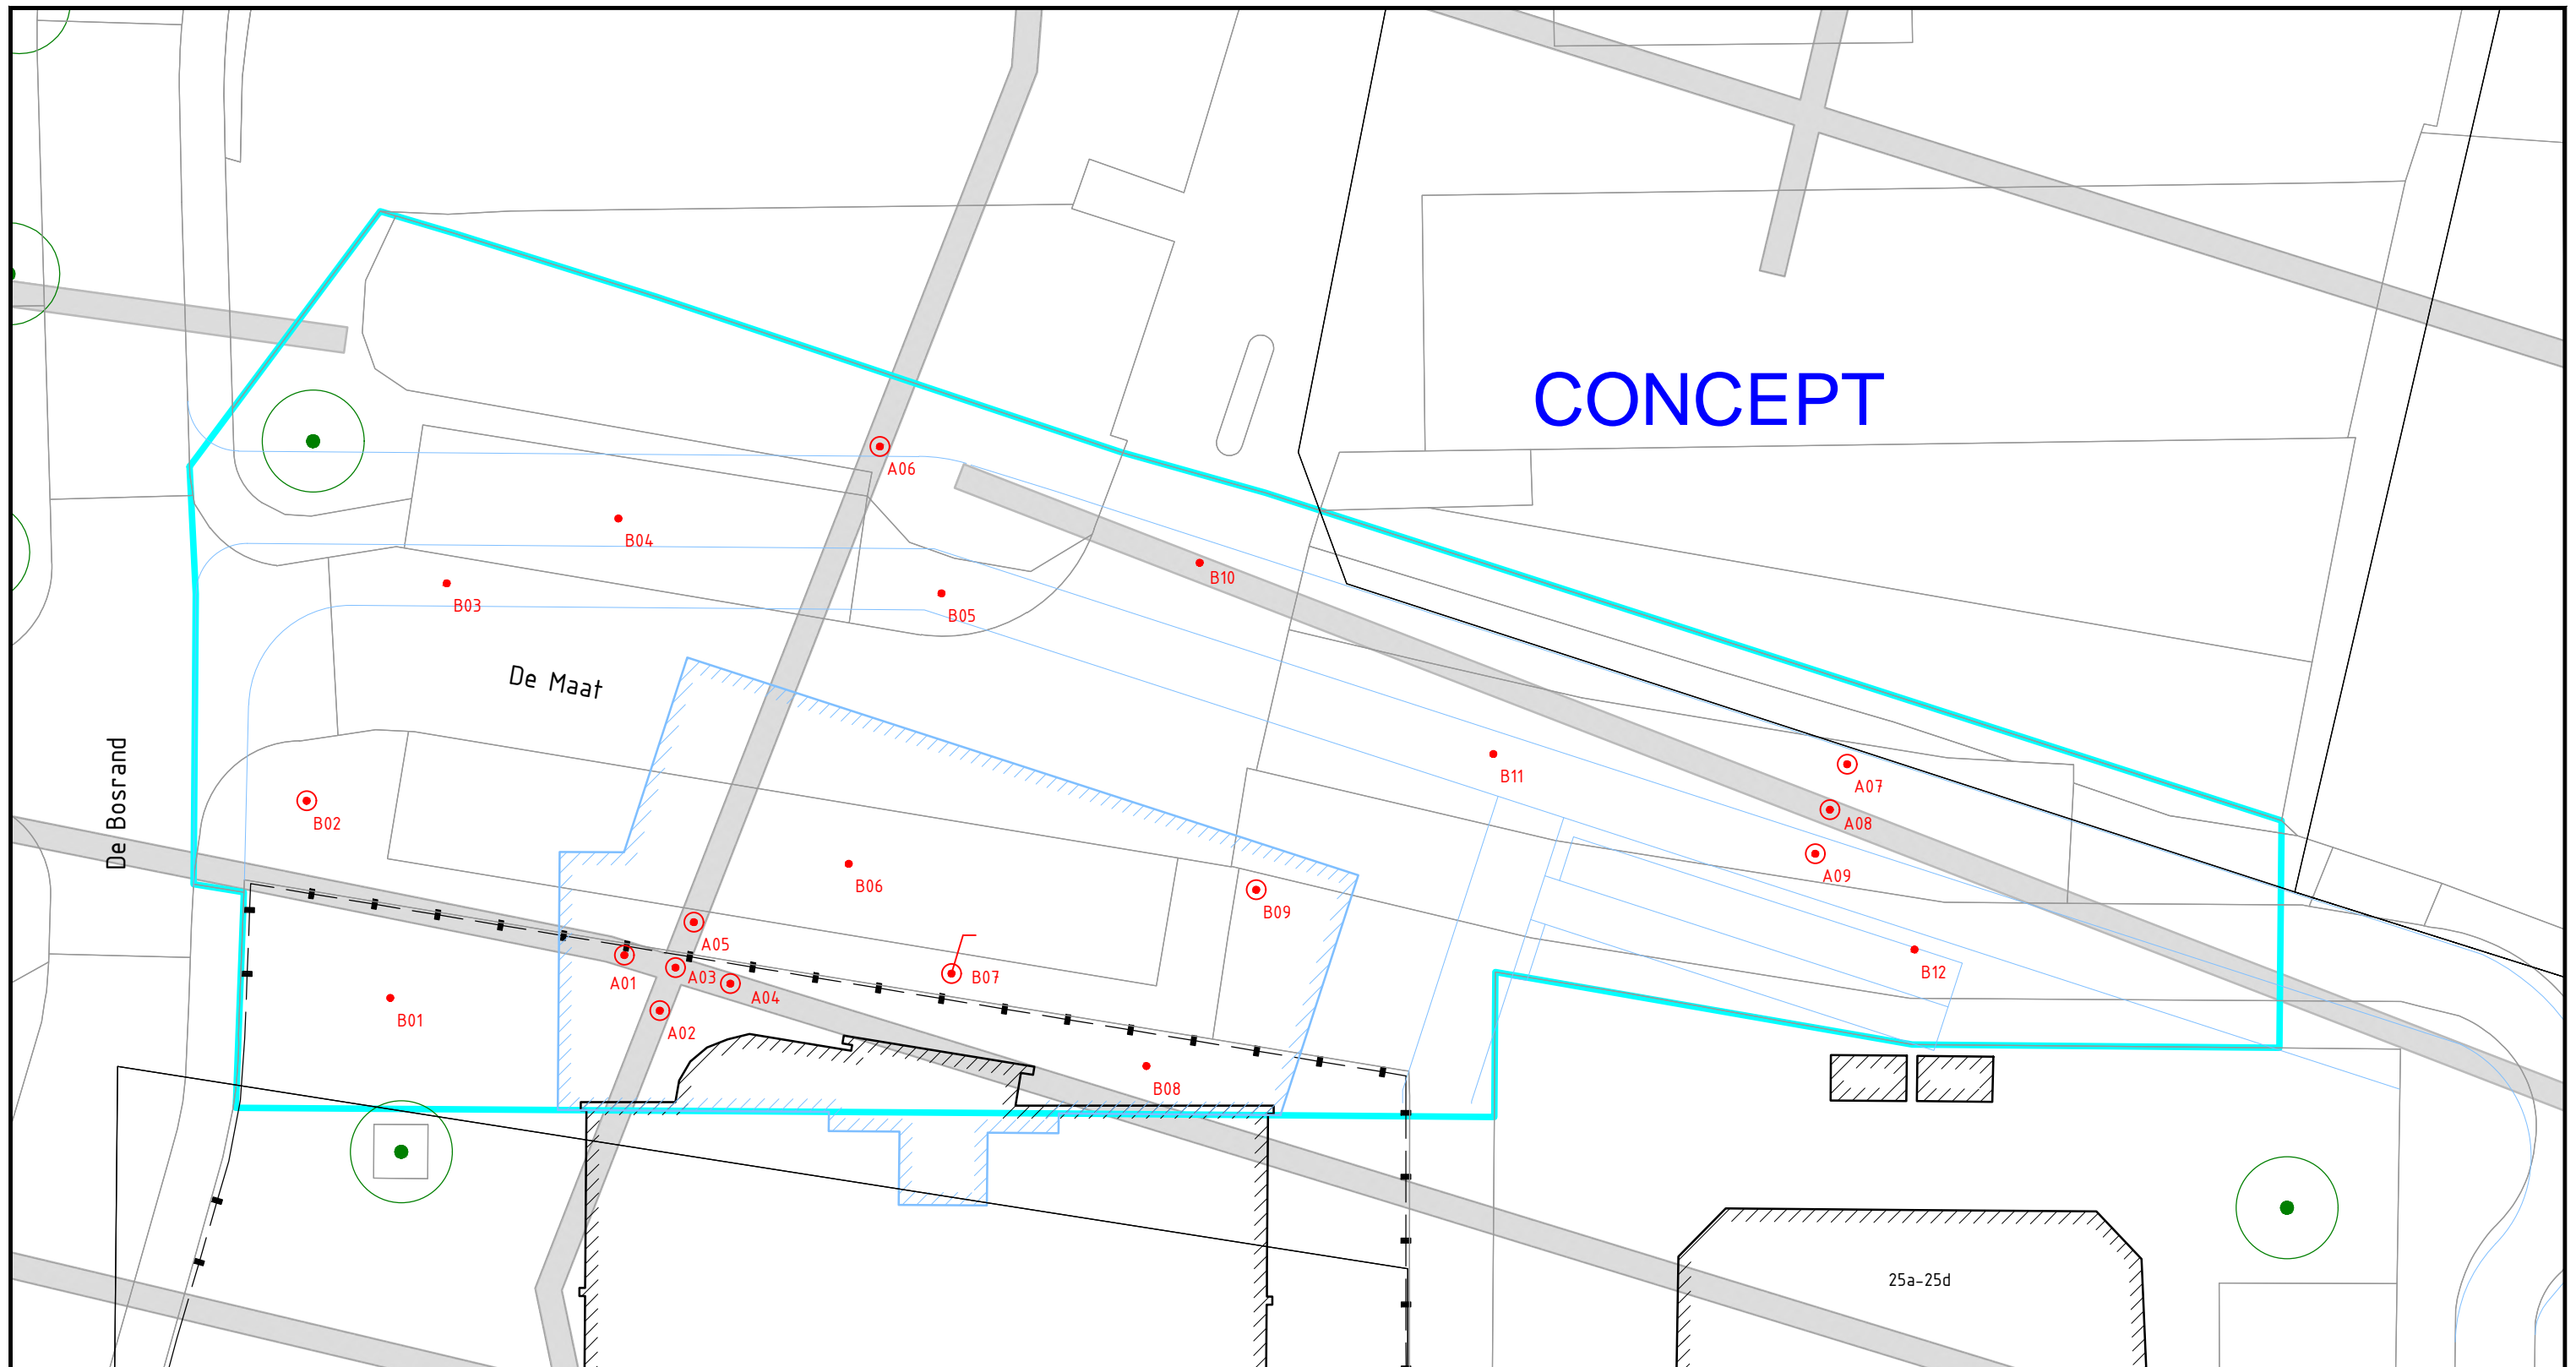 CONCEPT
A06
B04
B10
B03
B05
De Maat
De Bosrand
B11
A07
A08
B02
A09
B06
B09
A05
B12
A01
A03
B07
A04
B01
A02
B08
25a-25d